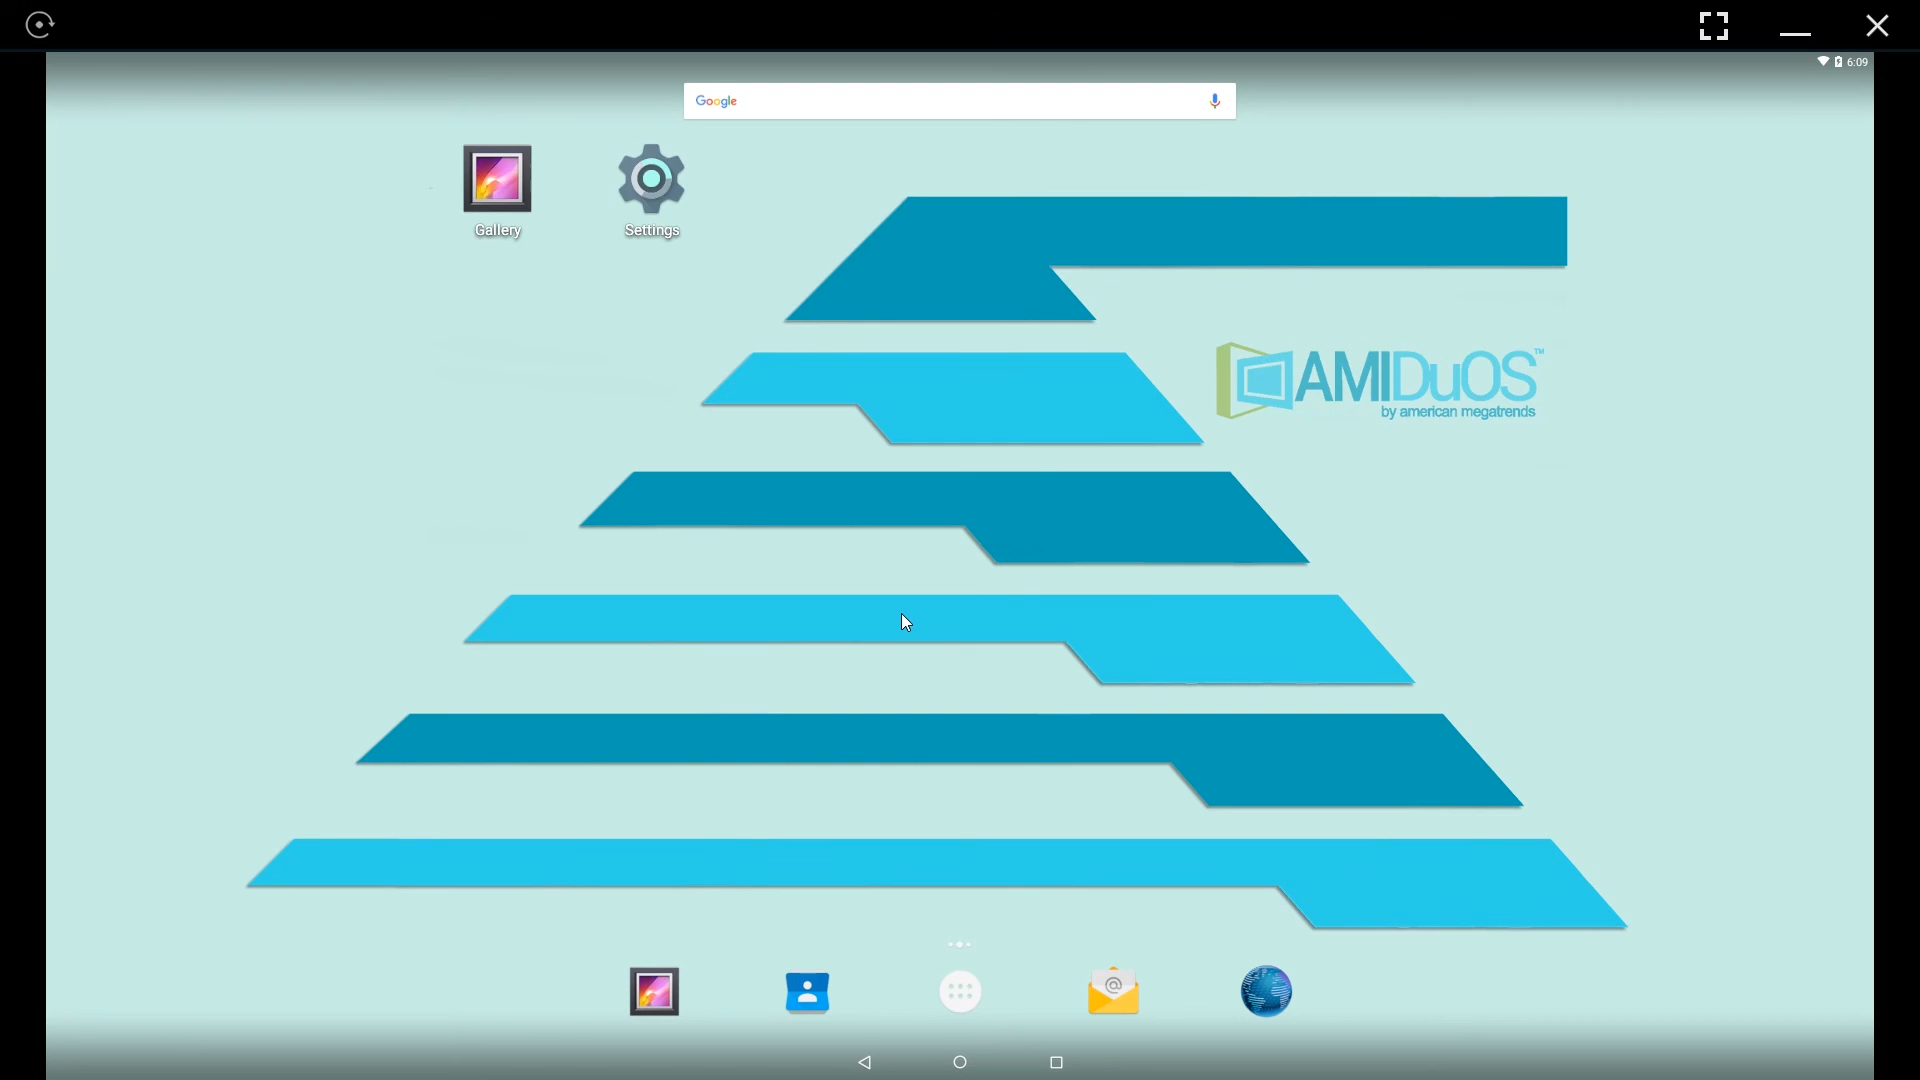 6:09
Google
Gallery
Settings
AMIDuOS™
by american megatrends
@